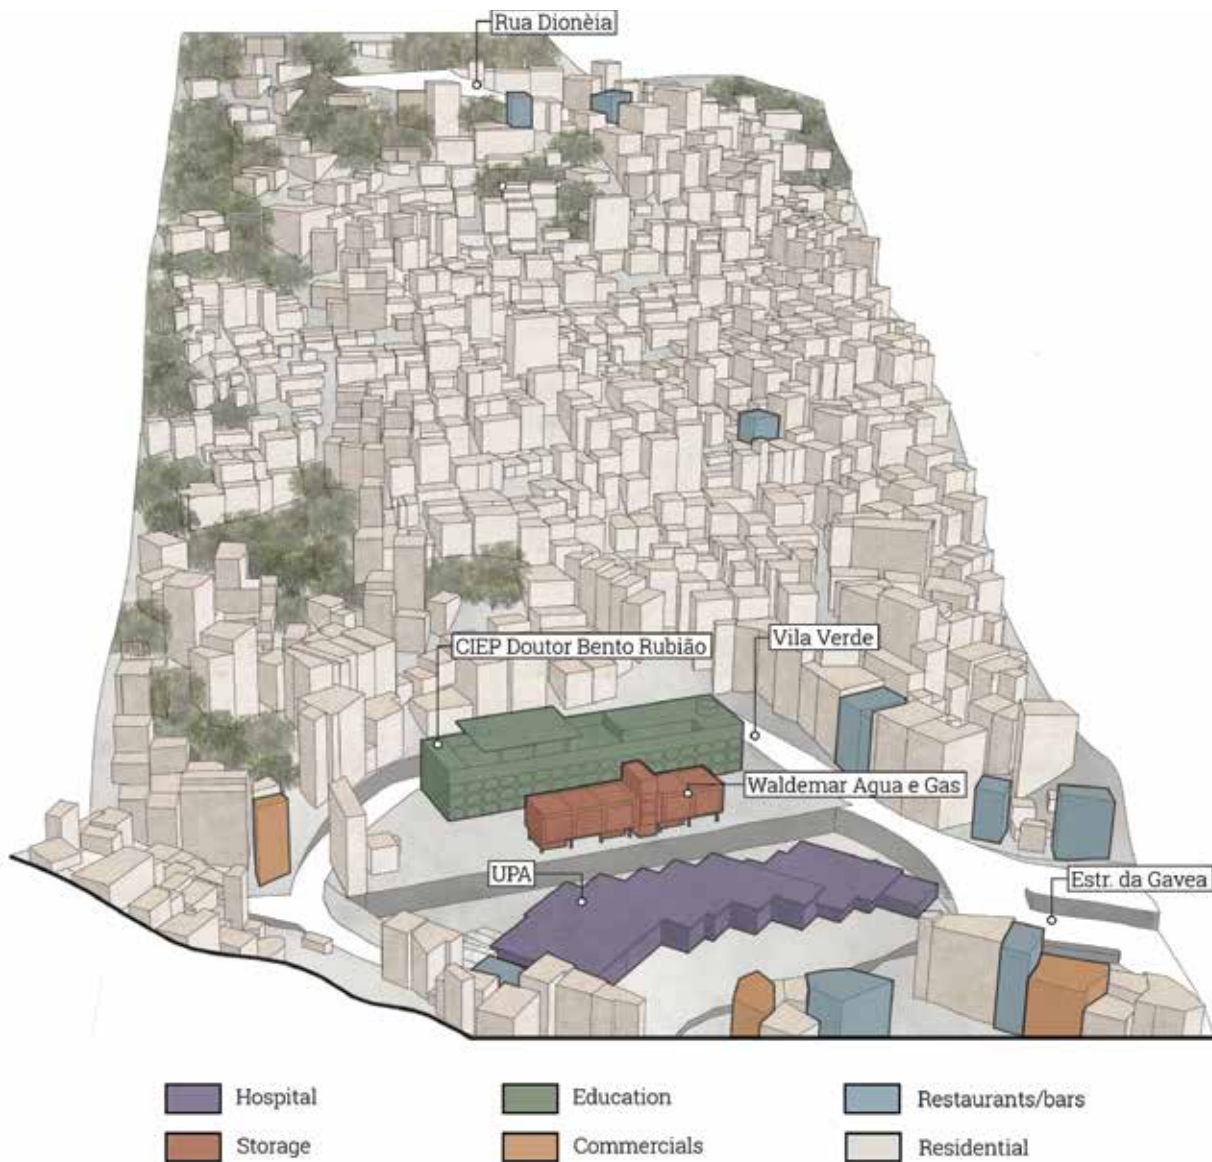 Rua Dionèia
CIEP Doutor Bento Rubião
Vila Verde
Waldemar Agua e Gas
UPA
Estr. da Gavea
Hospital
Education
Restaurants/bars
Storage
Commercials
Residential